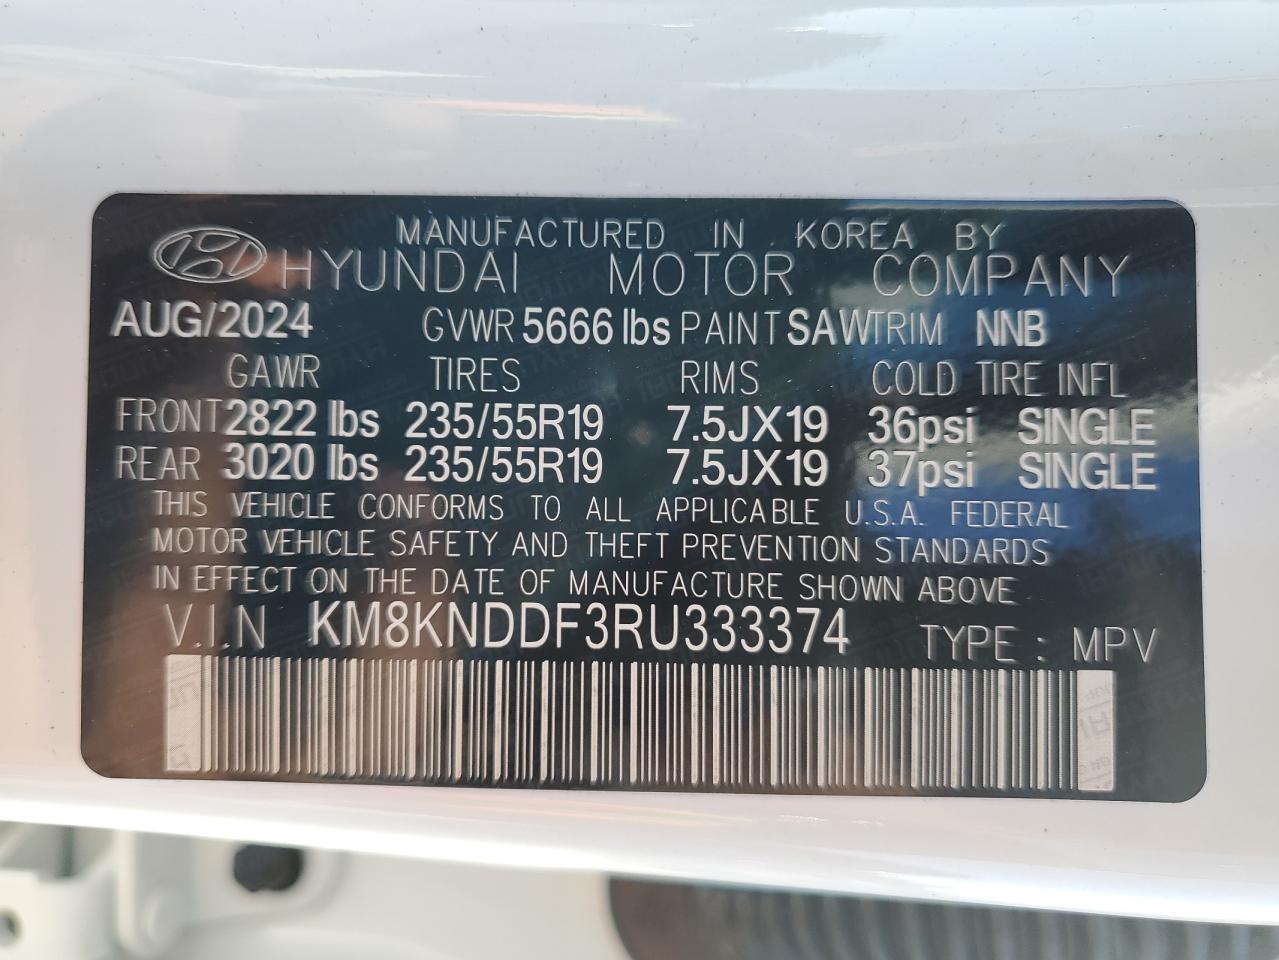 MANUFACTURED IN KOREA BY
HYUNDAI MOTOR COMPANY
AUG/2024 GVWR 5666 lbs PAINT SAW TRIM NNB
GAWR TIRES RIMS COLD TIRE INFL
FRONT 2822 lbs 235/55R19 7.5JX19 36psi SINGLE
REAR 3020 lbs 235/55R19 7.5JX19 37psi SINGLE
THIS VEHICLE CONFORMS TO ALL APPLICABLE U.S.A. FEDERAL
MOTOR VEHICLE SAFETY AND THEFT PREVENTION STANDARDS
IN EFFECT ON THE DATE OF MANUFACTURE SHOWN ABOVE
V.I.N KM8KNDDF3RU333374 TYPE : MPV